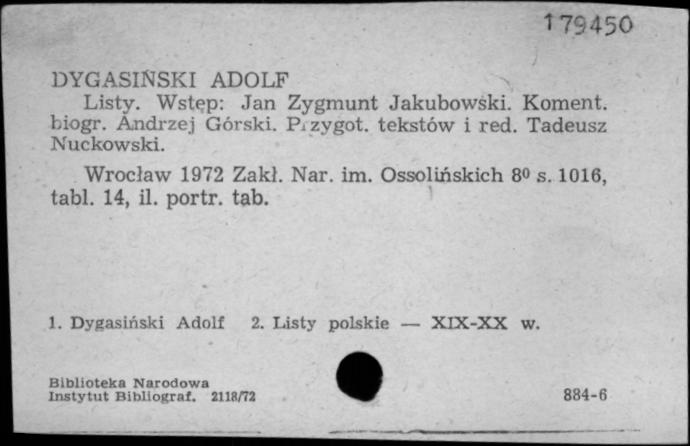 179450
DYGASIŃSKI ADOLF
Listy. Wstęp: Jan Zygmunt Jakubowski. Koment.
biogr. Andrzej Górski. Przygot. tekstów i red. Tadeusz
Nuckowski.
Wrocław 1972 Zakł. Nar. im. Ossolińskich 8⁰ s. 1016,
tabl. 14, il. portr. tab.
1. Dygasiński Adolf 2. Listy polskie — XIX-XX w.
Biblioteka Narodowa
Instytut Bibliograf. 2118/72
884-6